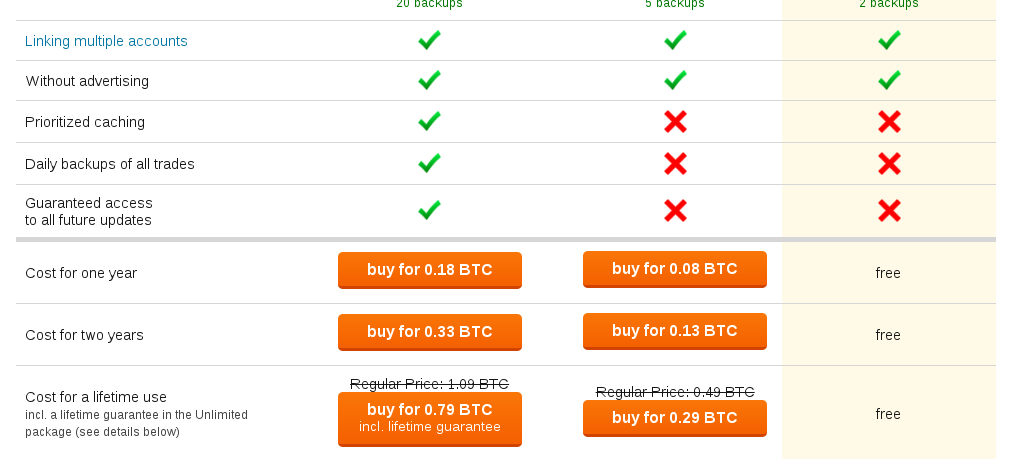 20 backups 5 backups 2 backups
Linking multiple accounts
Without advertising
Prioritized caching
Daily backups of all trades
Guaranteed access
to all future updates
Cost for one year buy for 0.18 BTC buy for 0.08 BTC free
Cost for two years buy for 0.33 BTC buy for 0.13 BTC free
Regular Price: 1.09 BTC Regular Price: 0.49 BTC
Cost for a lifetime use buy for 0.79 BTC buy for 0.29 BTC free
incl. a lifetime guarantee in the Unlimited incl. lifetime guarantee
package (see details below)